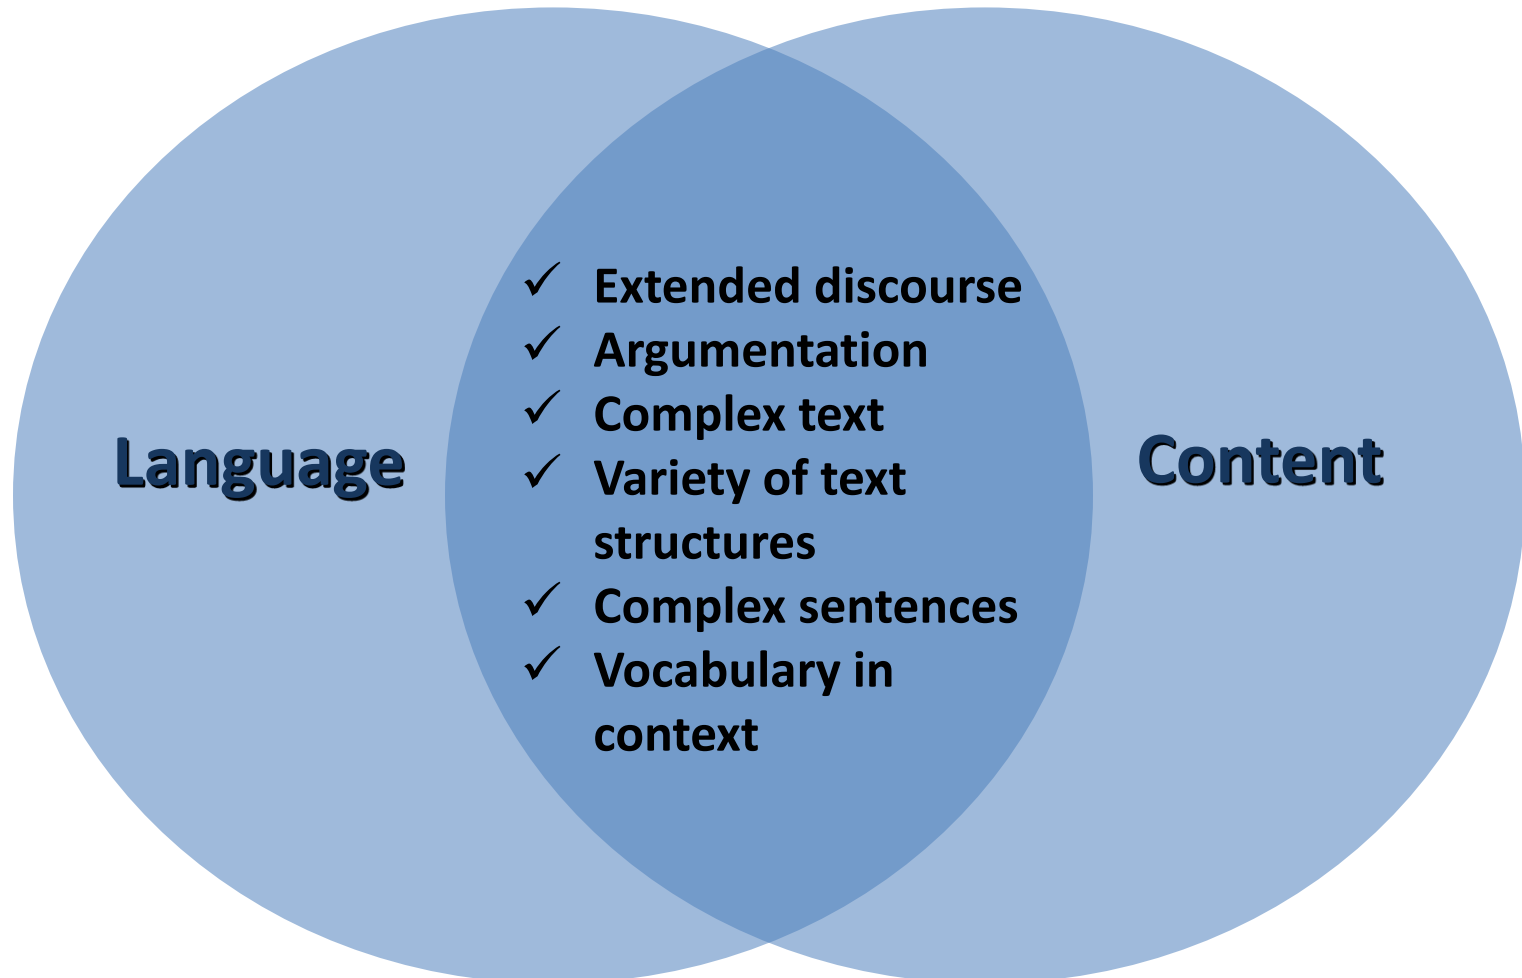 Language
✓ Extended discourse
✓ Argumentation
✓ Complex text
✓ Variety of text
structures
✓ Complex sentences
✓ Vocabulary in
context
Content